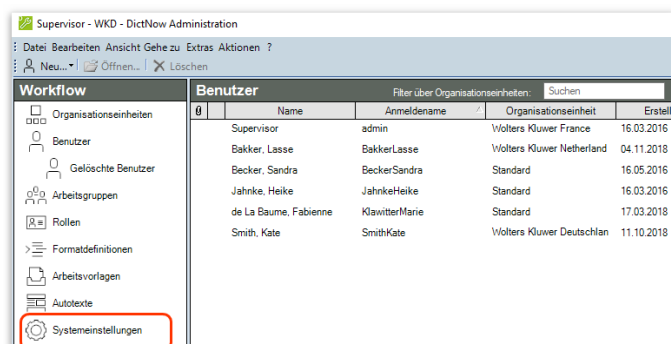 Supervisor - WKD - DictNow Administration
Datei Bearbeiten Ansicht Gehe zu Extras Aktionen ?
Neu... Öffnen... Löschen
Workflow
Organisationseinheiten
Benutzer
Gelöschte Benutzer
Arbeitsgruppen
Rollen
Formatdefinitionen
Arbeitsvorlagen
Autotexte
Systemeinstellungen
Benutzer Filter über Organisationseinheiten: Suchen
Name Anmeldename Organisationseinheit Erstell
Supervisor admin Wolters Kluwer France 16.03.2016
Bakker, Lasse BakkerLasse Wolters Kluwer Netherland 04.11.2018
Becker, Sandra BeckerSandra Standard 16.05.2016
Jahnke, Heike JahnkeHeike Standard 16.03.2016
de La Baume, Fabienne KlawitterMarie Standard 17.03.2018
Smith, Kate SmithKate Wolters Kluwer Deutschlan 11.10.2018